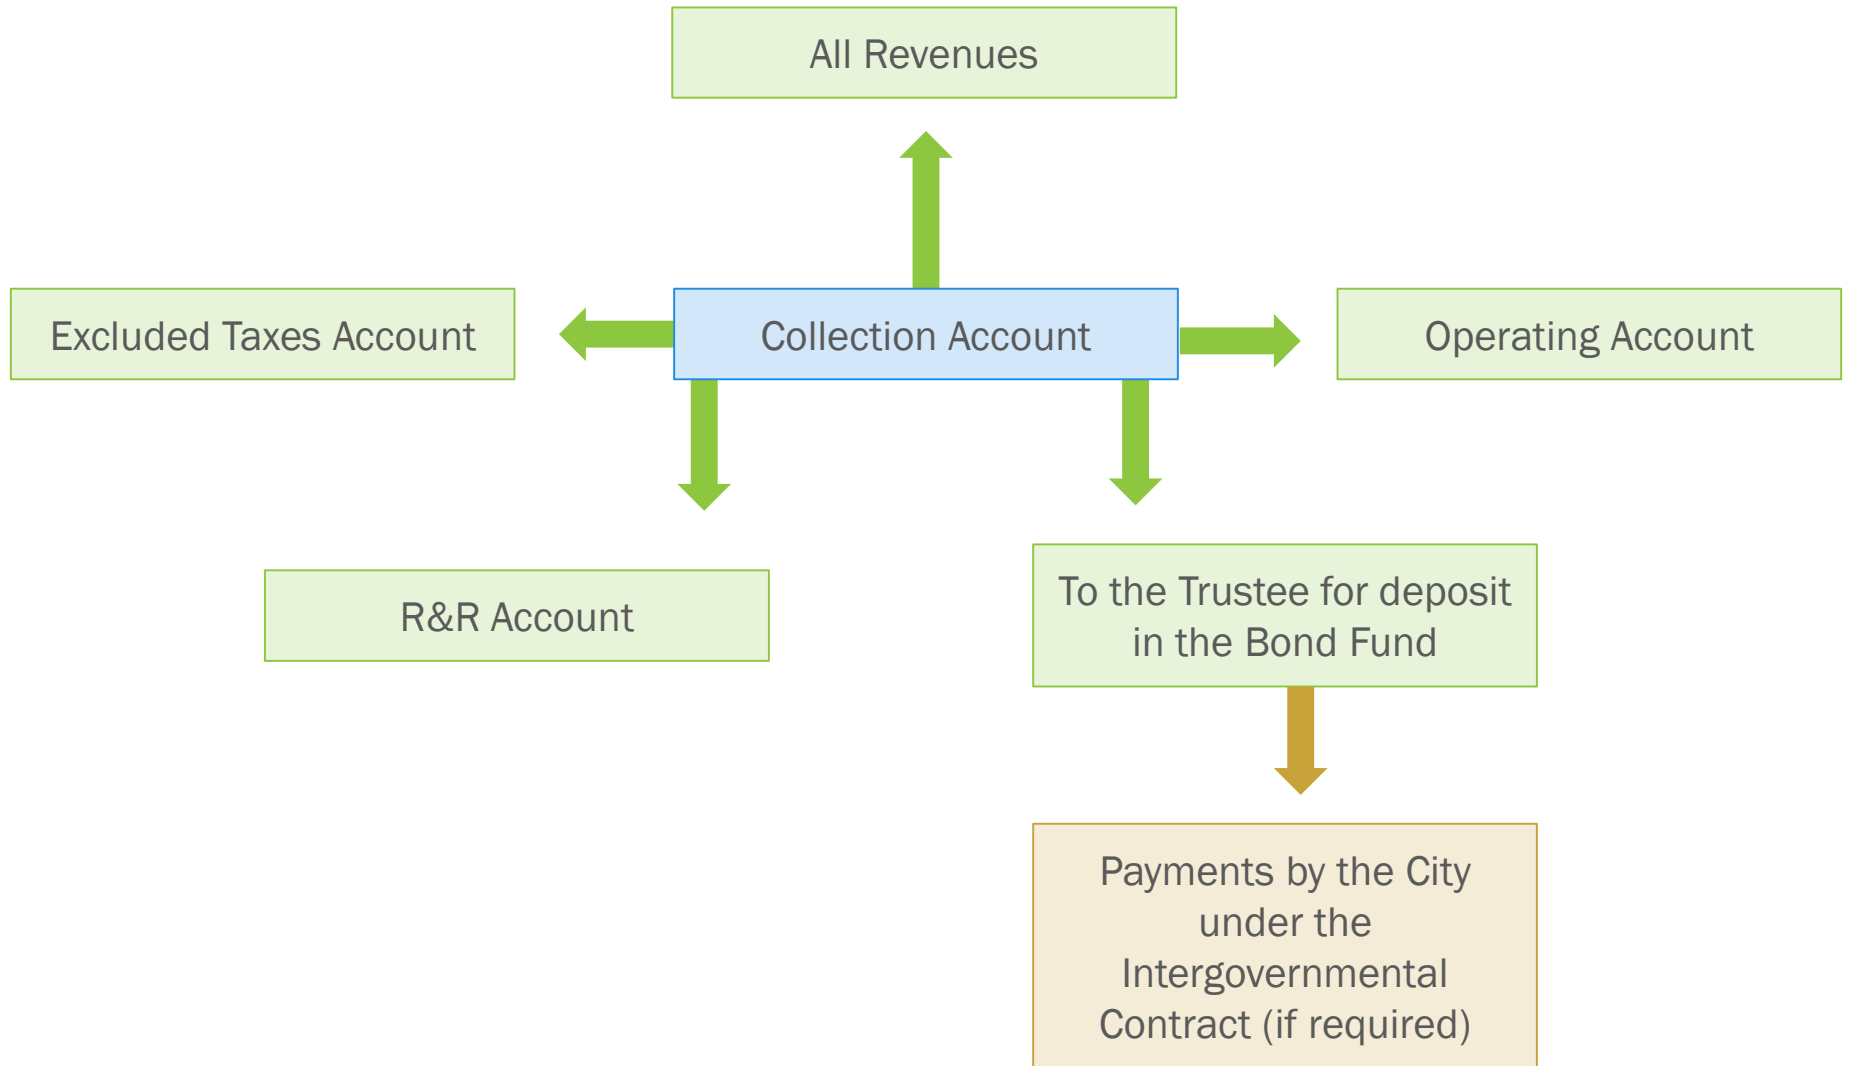 All Revenues
Excluded Taxes Account
Collection Account
Operating Account
R&R Account
To the Trustee for deposit
in the Bond Fund
Payments by the City
under the
Intergovernmental
Contract (if required)